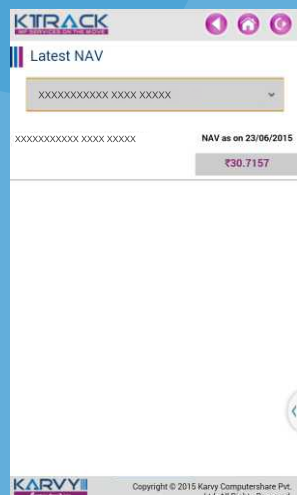 KTRACK
MF SERVICES ON THE MOVE
Latest NAV
XXXXXXXXXXX XXXX XXXXX
XXXXXXXXXXX XXXX XXXXX
NAV as on 23/06/2015
₹30.7157
KARVY
Copyright © 2015 Karvy Computershare Pvt.